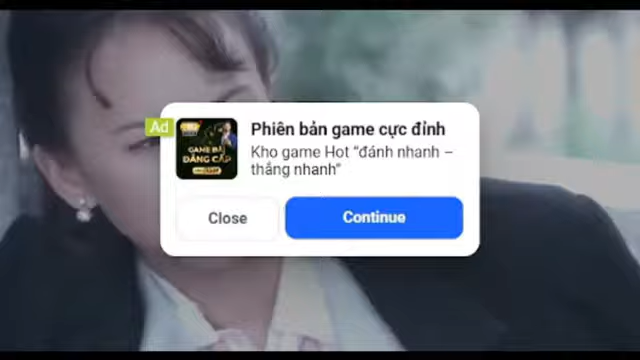 Ad
Phiên bản game cực đỉnh
GAME BÀI
ĐẲNG CẤP
Kho game Hot “đánh nhanh –
thắng nhanh”
Close
Continue